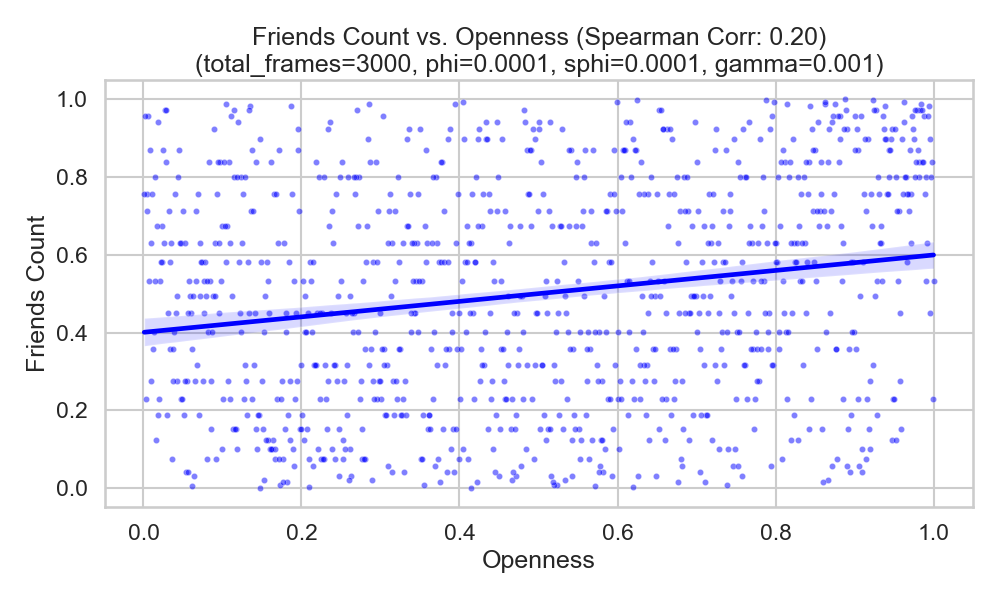 Friends Count vs. Openness (Spearman Corr: 0.20)
(total_frames=3000, phi=0.0001, sphi=0.0001, gamma=0.001)
1.0
0.8
0.6
0.4
0.2
0.0
Friends Count
0.0 0.2 0.4 0.6 0.8 1.0
Openness